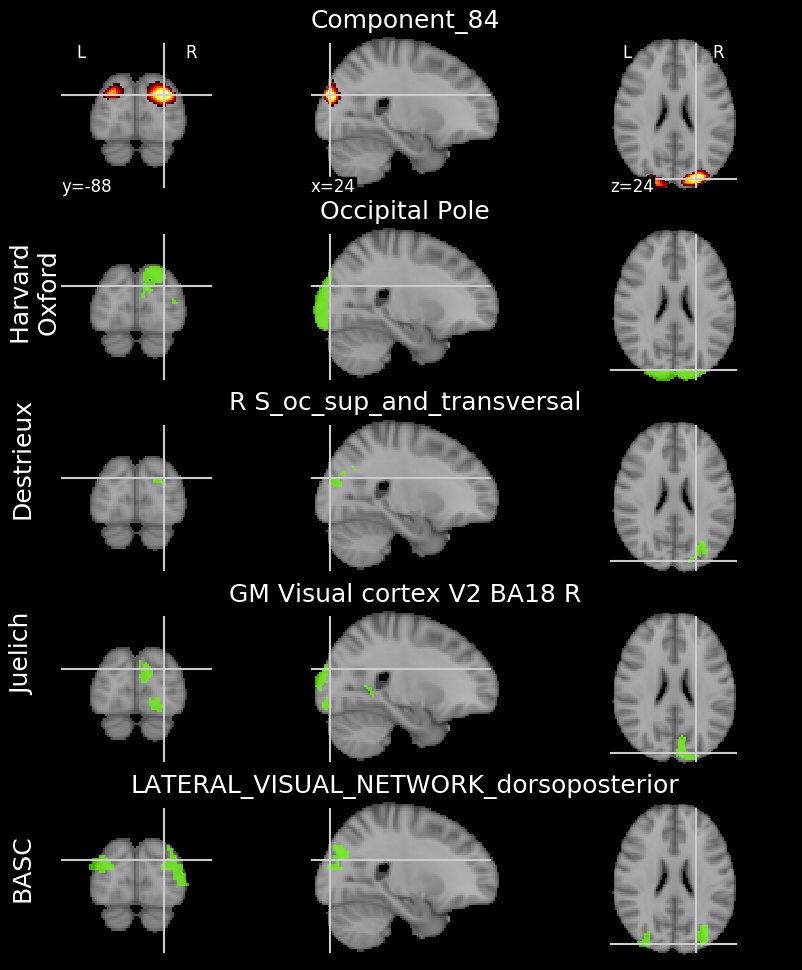 Component_84
L R
L R
y=-88
x=24
z=24
Occipital Pole
Harvard
Oxford
R S_oc_sup_and_transversal
Destrieux
GM Visual cortex V2 BA18 R
Juelich
LATERAL_VISUAL_NETWORK_dorsoposterior
BASC